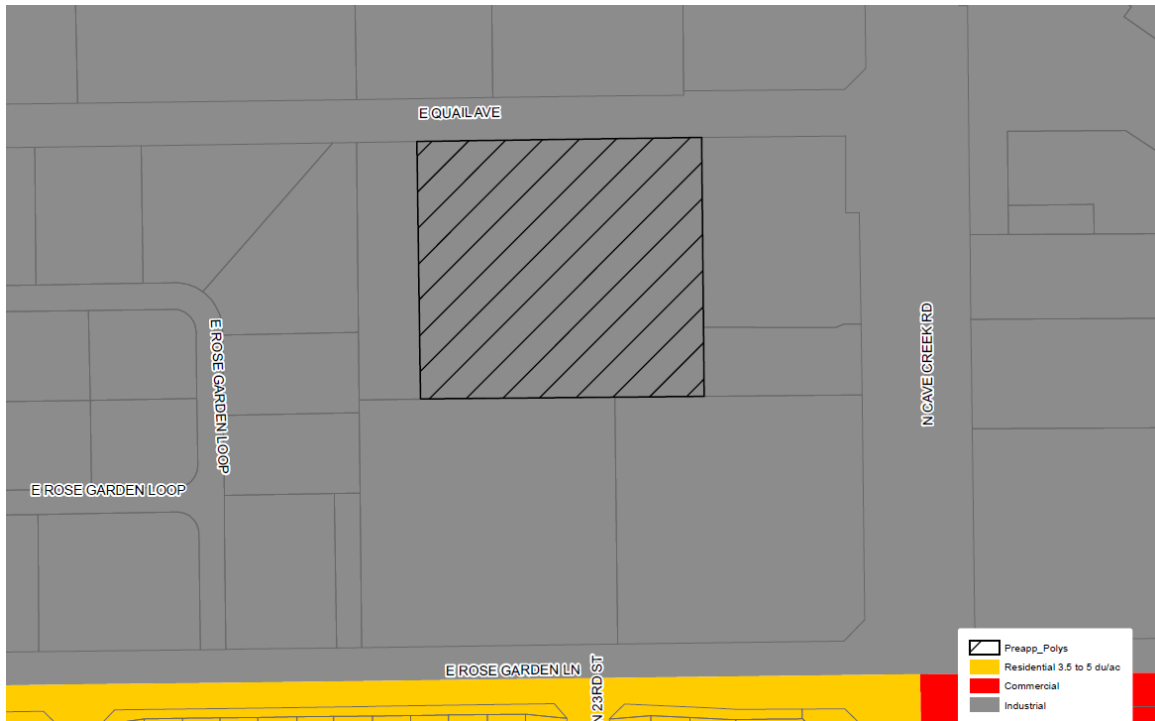 E QUAIL AVE
E ROSE GARDEN LOOP
N CAVE CREEK RD
E ROSE GARDEN LOOP
E ROSE GARDEN LN
N 23RD ST
Preapp_Polys
Residential 3.5 to 5 du/ac
Commercial
Industrial